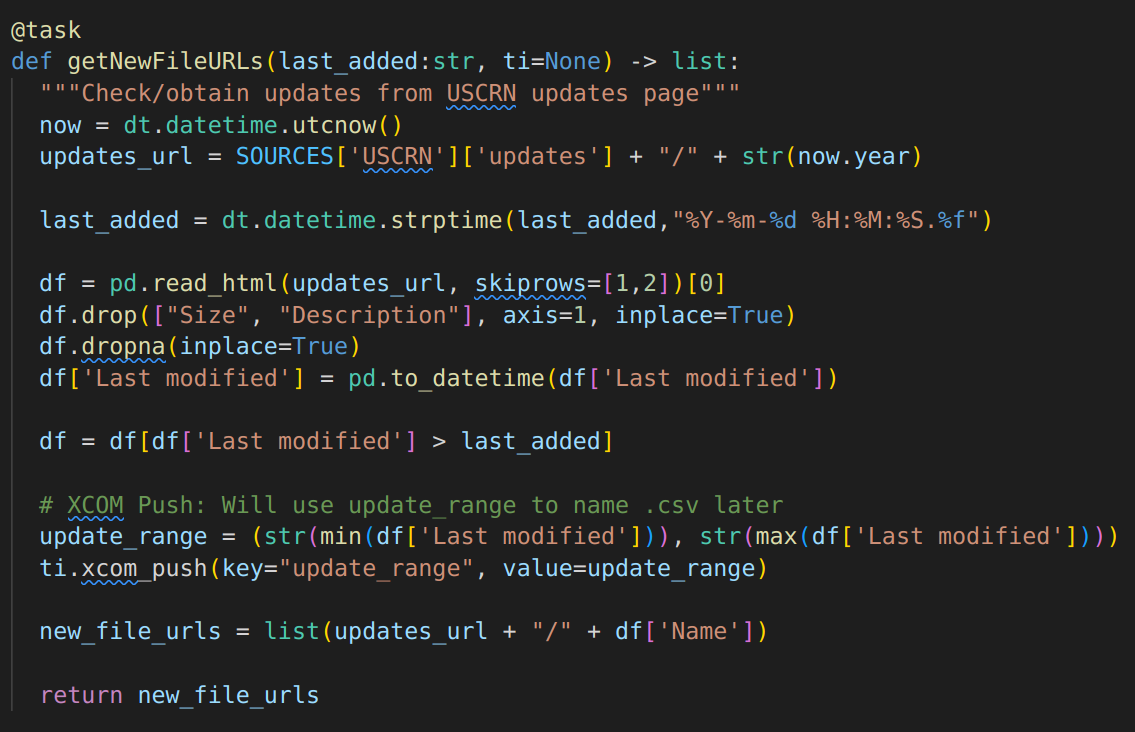 @task
def getNewFileURLs(last_added:str, ti=None) -> list:
  """Check/obtain updates from USCRN updates page"""
  now = dt.datetime.utcnow()
  updates_url = SOURCES['USCRN']['updates'] + "/" + str(now.year)

  last_added = dt.datetime.strptime(last_added,"%Y-%m-%d %H:%M:%S.%f")

  df = pd.read_html(updates_url, skiprows=[1,2])[0]
  df.drop(["Size", "Description"], axis=1, inplace=True)
  df.dropna(inplace=True)
  df['Last modified'] = pd.to_datetime(df['Last modified'])

  df = df[df['Last modified'] > last_added]

  # XCOM Push: Will use update_range to name .csv later
  update_range = (str(min(df['Last modified'])), str(max(df['Last modified'])))
  ti.xcom_push(key="update_range", value=update_range)

  new_file_urls = list(updates_url + "/" + df['Name'])

  return new_file_urls